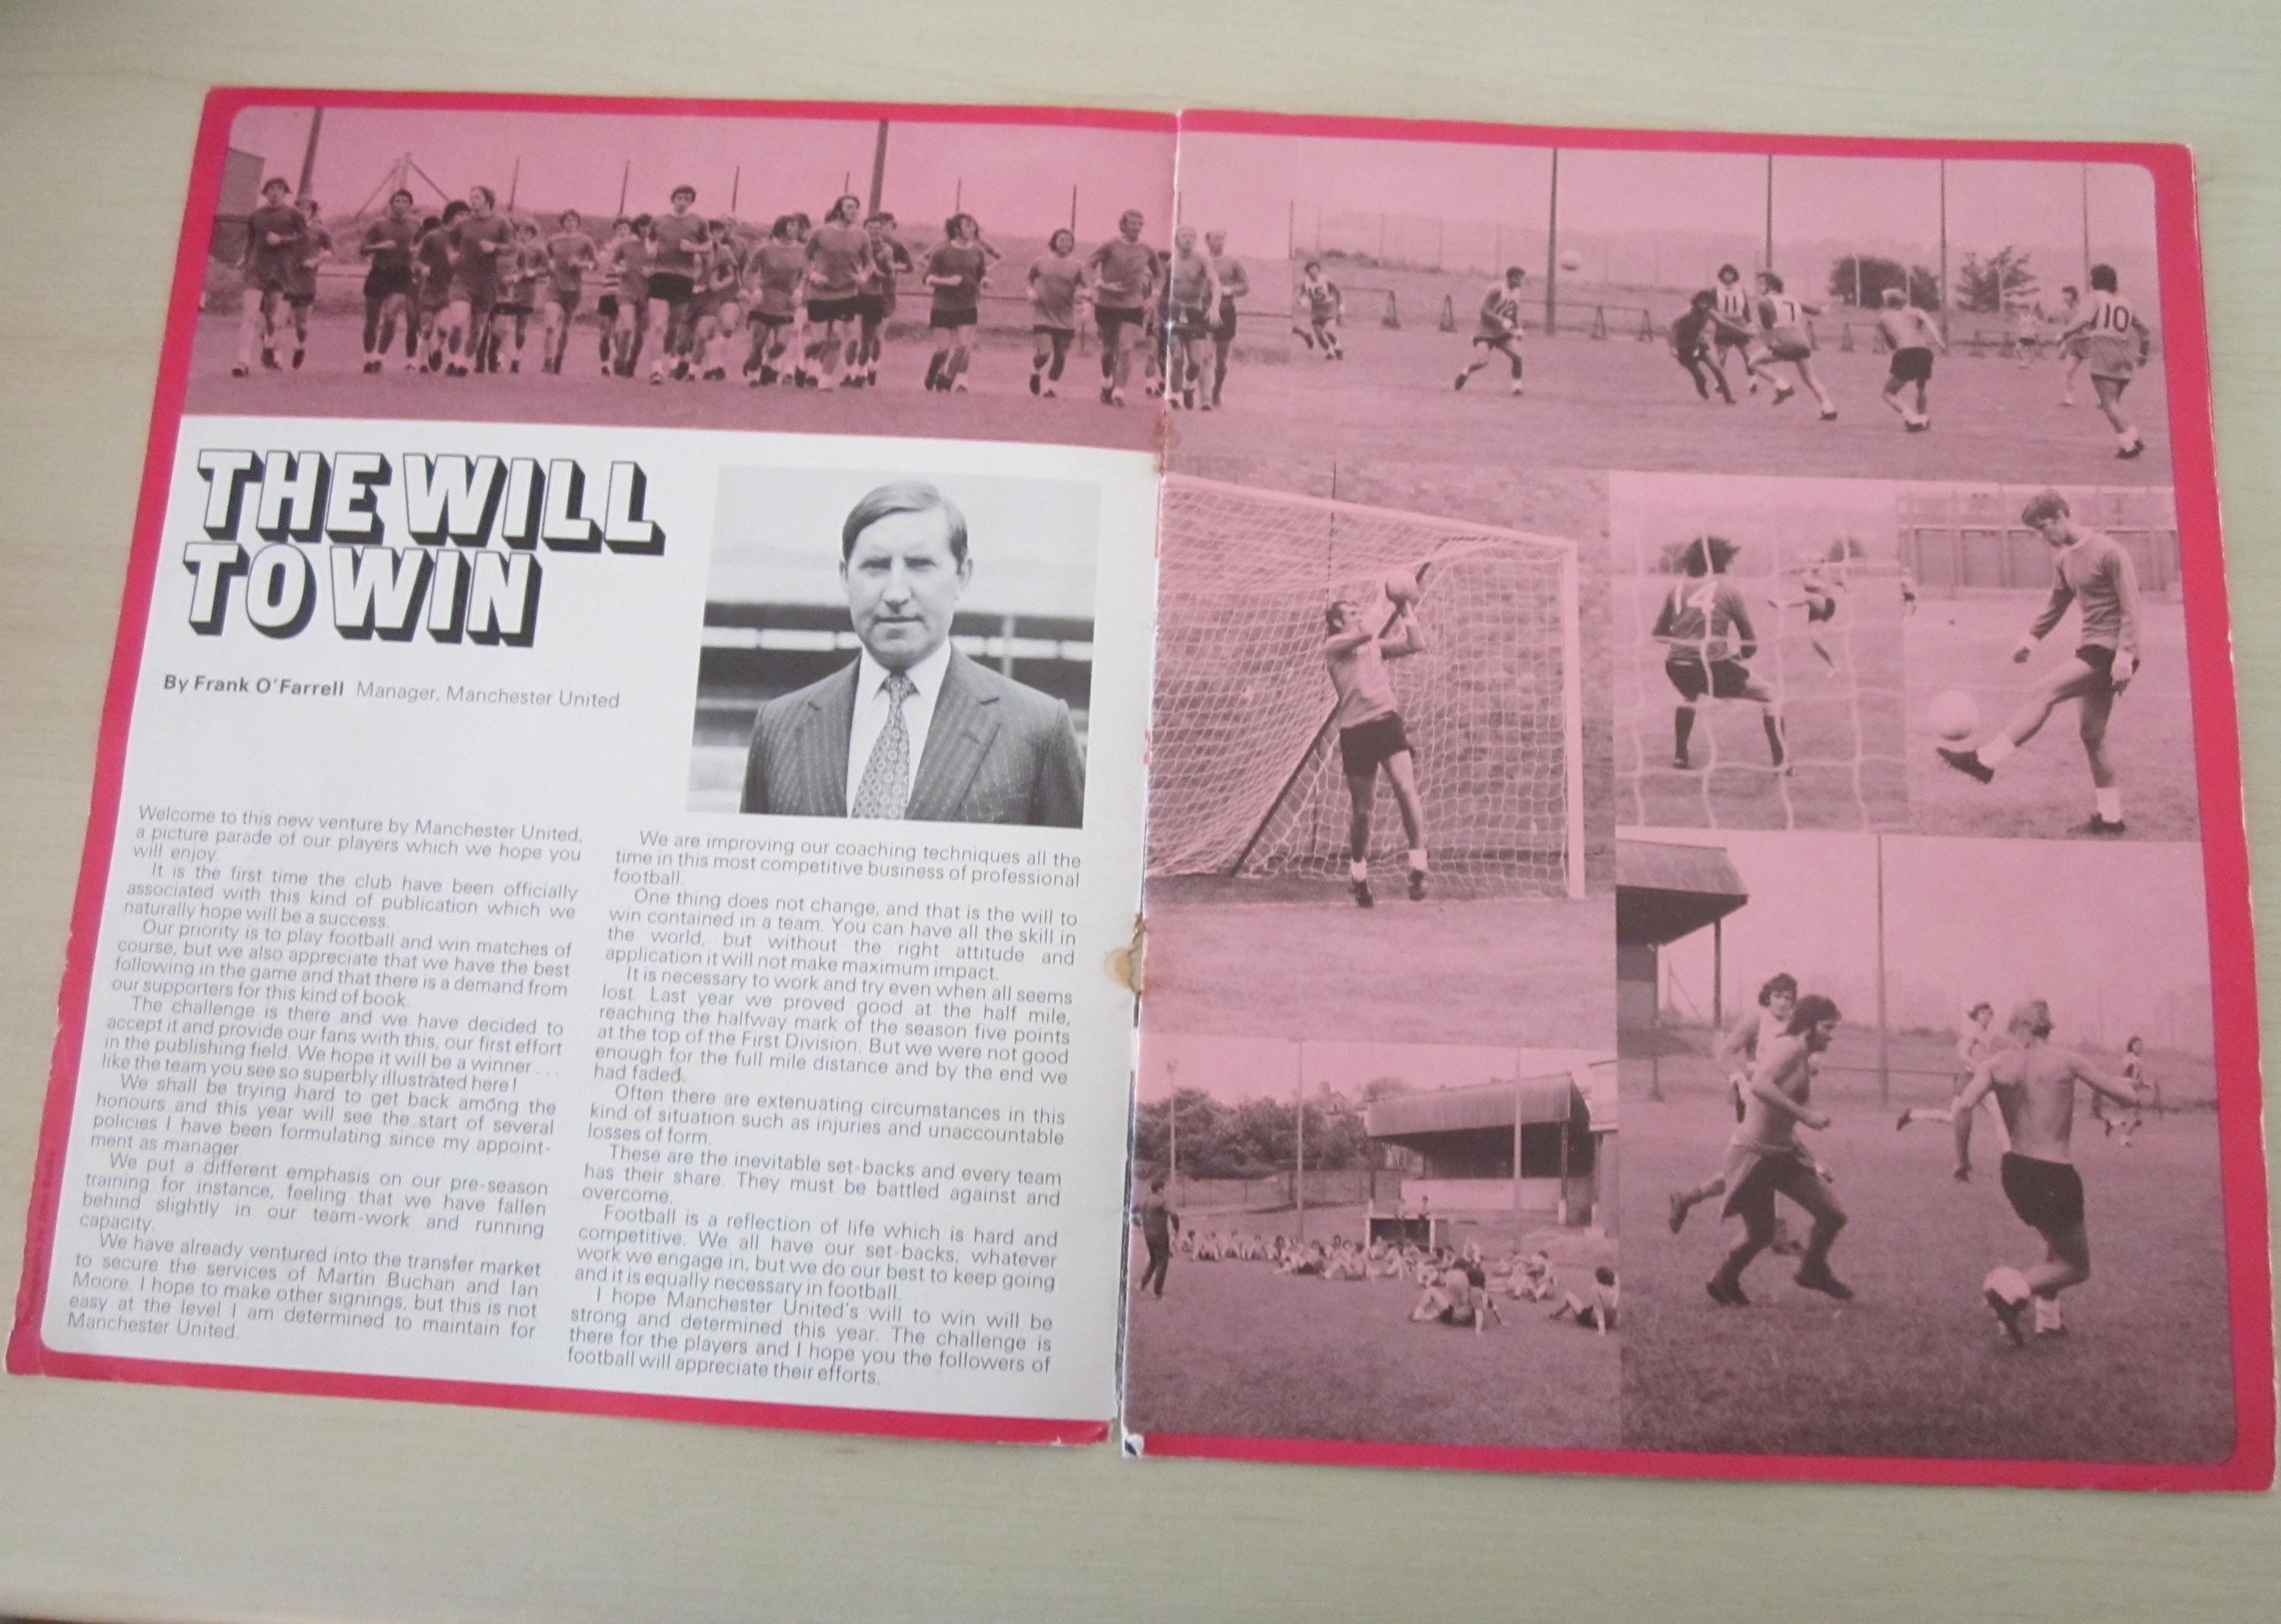 THE WILL
TO WIN
By Frank O'Farrell Manager, Manchester United
Welcome to this new venture by Manchester United,
a picture parade of our players which we hope you
will enjoy.
It is the first time the club have been officially
associated with this kind of publication which we
naturally hope will be a success.
Our priority is to play football and win matches of
course, but we also appreciate that we have the best
following in the game and that there is a demand from
our supporters for this kind of book.
The challenge is there and we have decided to
accept it and provide our fans with this, our first effort
in the publishing field. We hope it will be a winner . . .
like the team you see so superbly illustrated here!
We shall be trying hard to get back among the
honours and this year will see the start of several
policies I have been formulating since my appoint-
ment as manager.
We put a different emphasis on our pre-season
training for instance, feeling that we have fallen
behind slightly in our team-work and running
capacity.
We have already ventured into the transfer market
to secure the services of Martin Buchan and Ian
Moore. I hope to make other signings, but this is not
easy at the level I am determined to maintain for
Manchester United.
We are improving our coaching techniques all the
time in this most competitive business of professional
football.
One thing does not change, and that is the will to
win contained in a team. You can have all the skill in
the world, but without the right attitude and
application it will not make maximum impact.
It is necessary to work and try even when all seems
lost. Last year we proved good at the half mile,
reaching the halfway mark of the season five points
at the top of the First Division. But we were not good
enough for the full mile distance and by the end we
had faded.
Often there are extenuating circumstances in this
kind of situation such as injuries and unaccountable
losses of form.
These are the inevitable set-backs and every team
has their share. They must be battled against and
overcome.
Football is a reflection of life which is hard and
competitive. We all have our set-backs, whatever
work we engage in, but we do our best to keep going
and it is equally necessary in football.
I hope Manchester United's will to win will be
strong and determined this year. The challenge is
there for the players and I hope you the followers of
football will appreciate their efforts.
11
7
10
14